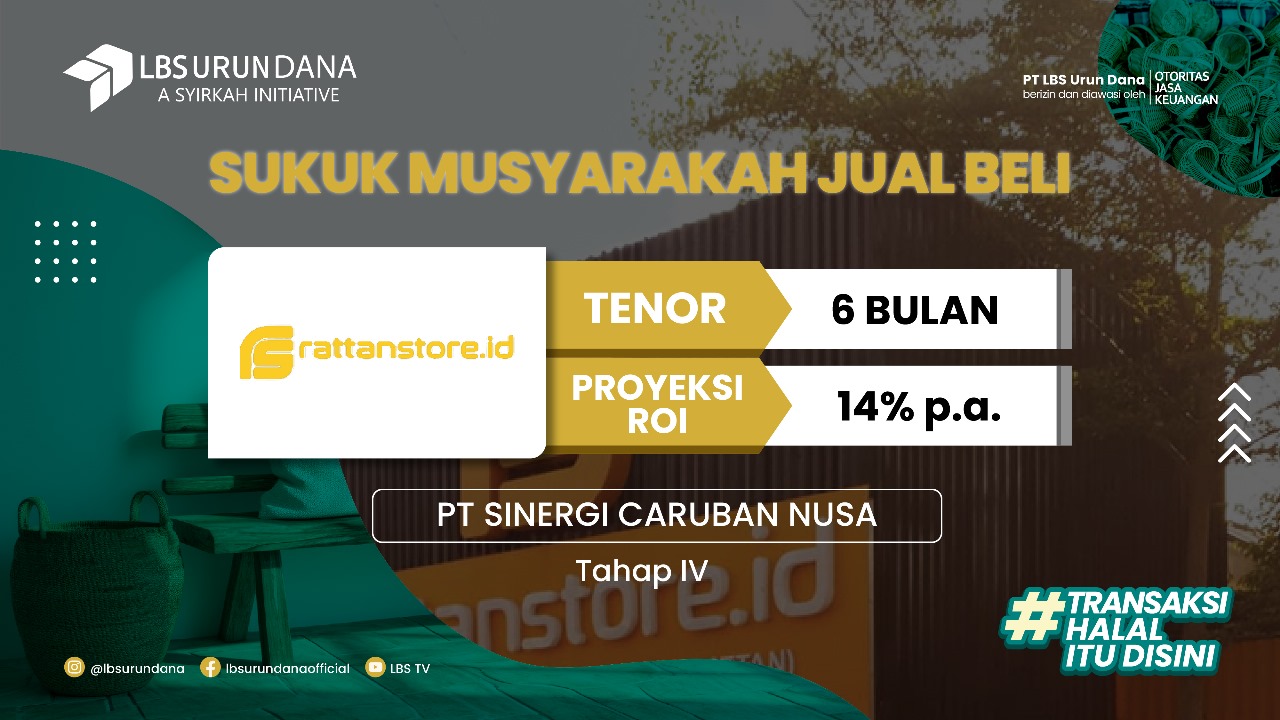 LBS URUN DANA
A SYIRKAH INITIATIVE
PT LBS Urun Dana
berizin dan diawasi oleh
OTORITAS
JASA
KEUANGAN
SUKUK MUSYARAKAH JUAL BELI
rattanstore.id
TENOR
6 BULAN
PROYEKSI
ROI
14% p.a.
PT SINERGI CARUBAN NUSA
Tahap IV
anstore.id
TAN)
#TRANSAKSI
HALAL
ITU DISINI
@lbsurundana
lbsurundanaofficial
LBS TV